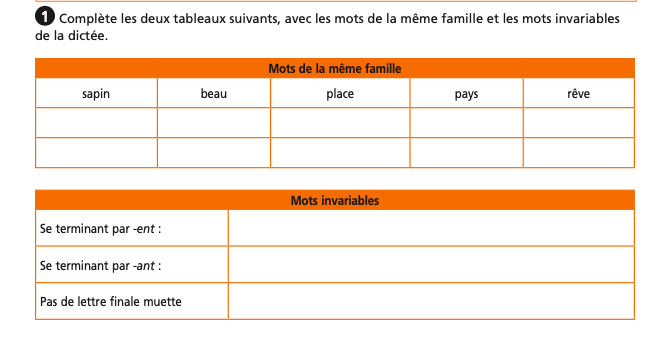 1 Complète les deux tableaux suivants, avec les mots de la même famille et les mots invariables
de la dictée.
Mots de la même famille
sapin beau place pays rêve
Mots invariables
Se terminant par -ent :
Se terminant par -ant :
Pas de lettre finale muette